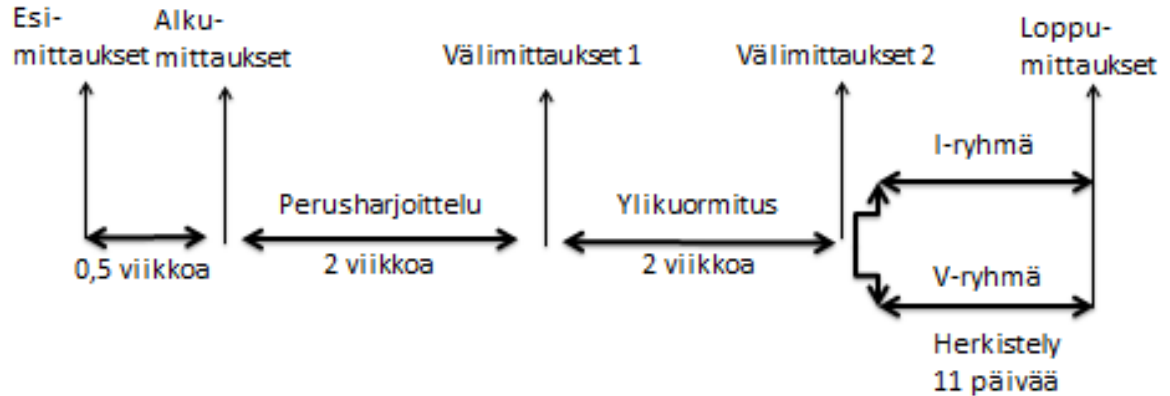 Esi-
mittaukset
Alku-
mittaukset
Välimittaukset 1
Välimittaukset 2
Loppu-
mittaukset
I-ryhmä
Perusharjoittelu
Ylikuormitus
0,5 viikkoa
2 viikkoa
2 viikkoa
V-ryhmä
Herkistely
11 päivää